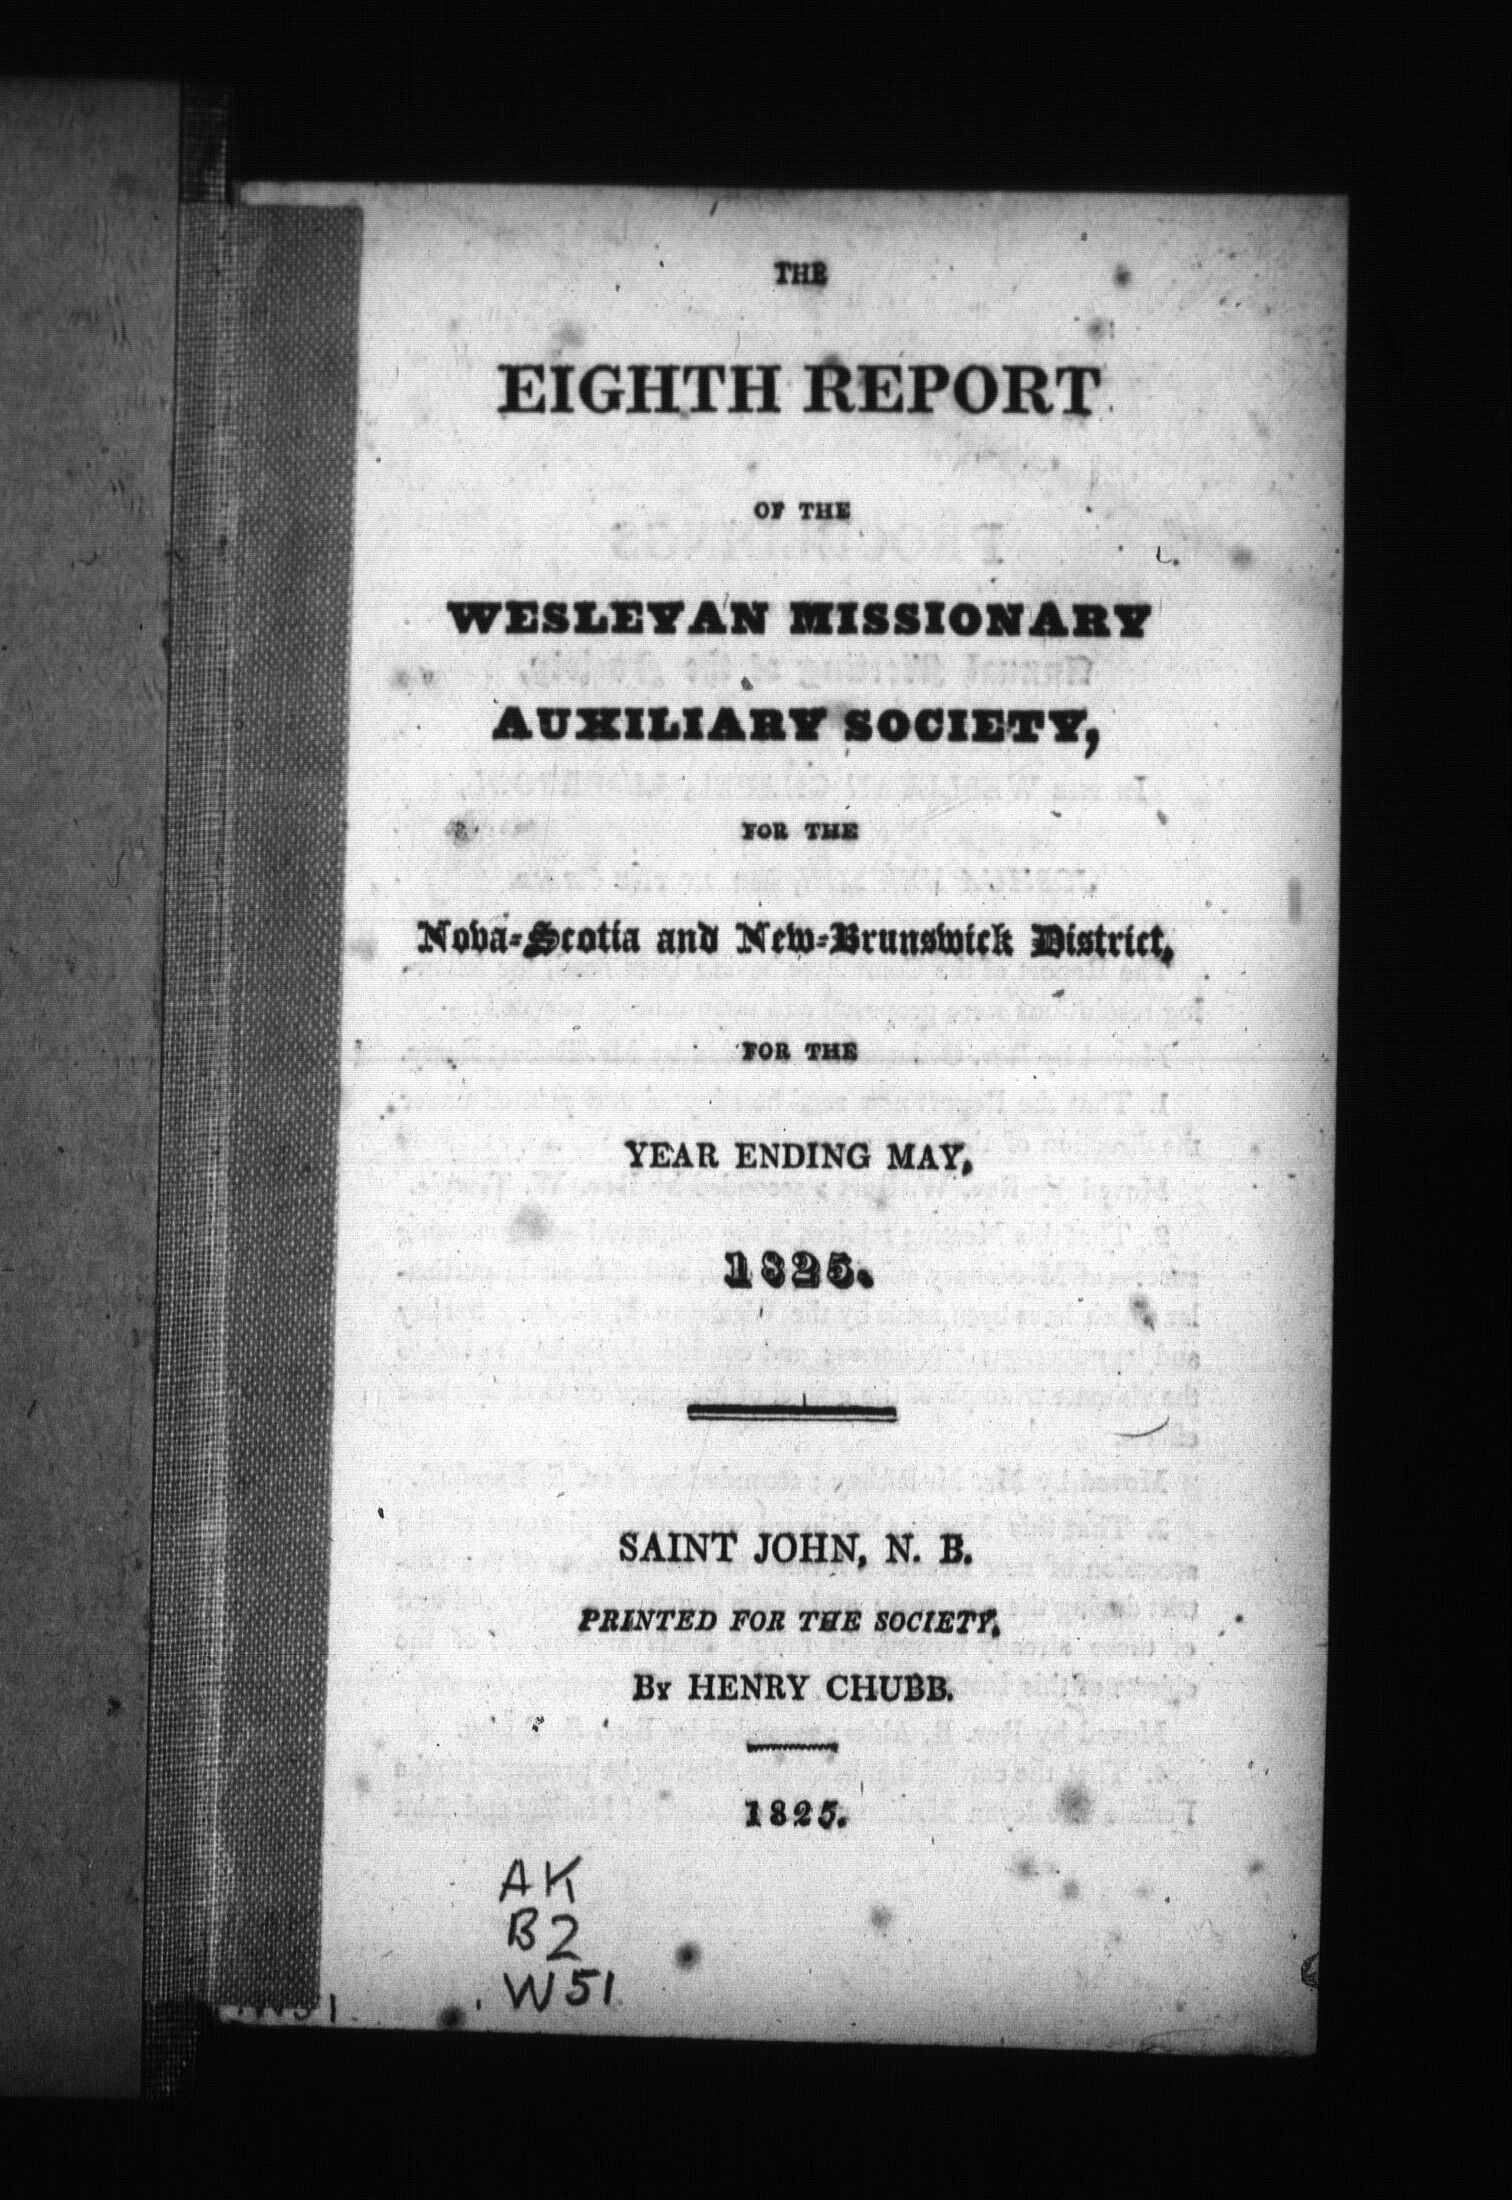 THE
EIGHTH REPORT
OF THE
WESLEYAN MISSIONARY
AUXILIARY SOCIETY,
FOR THE
Nova-Scotia and New-Brunswick District,
FOR THE
YEAR ENDING MAY,
1825.
SAINT JOHN, N. B.
PRINTED FOR THE SOCIETY,
By HENRY CHUBB.
1825.
AK
B2
W51